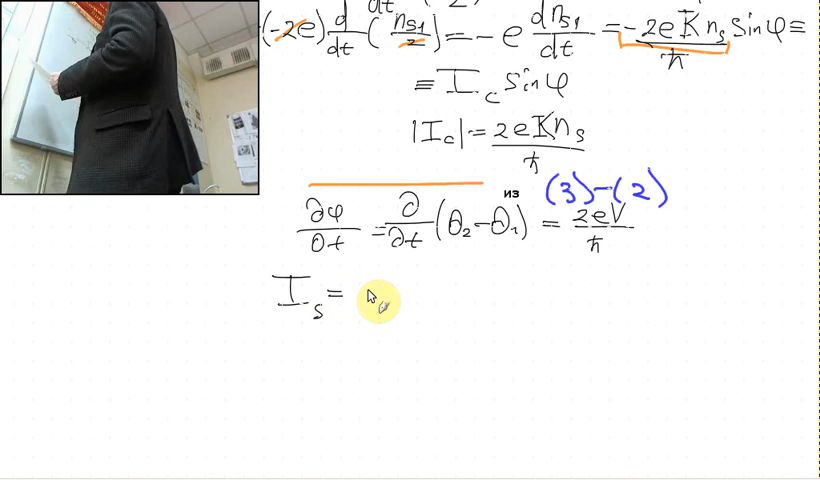 dt
(-2e) d/dt (n_{s1}/2) = -e dn_{s1}/dt = -2eKn_s/ħ sinφ ≡
≡ I_c sinφ
|I_c| = 2eKn_s/ħ
из (3)-(2)
∂φ/∂t = ∂/∂t (θ_2-θ_1) = 2eV/ħ
I_s =